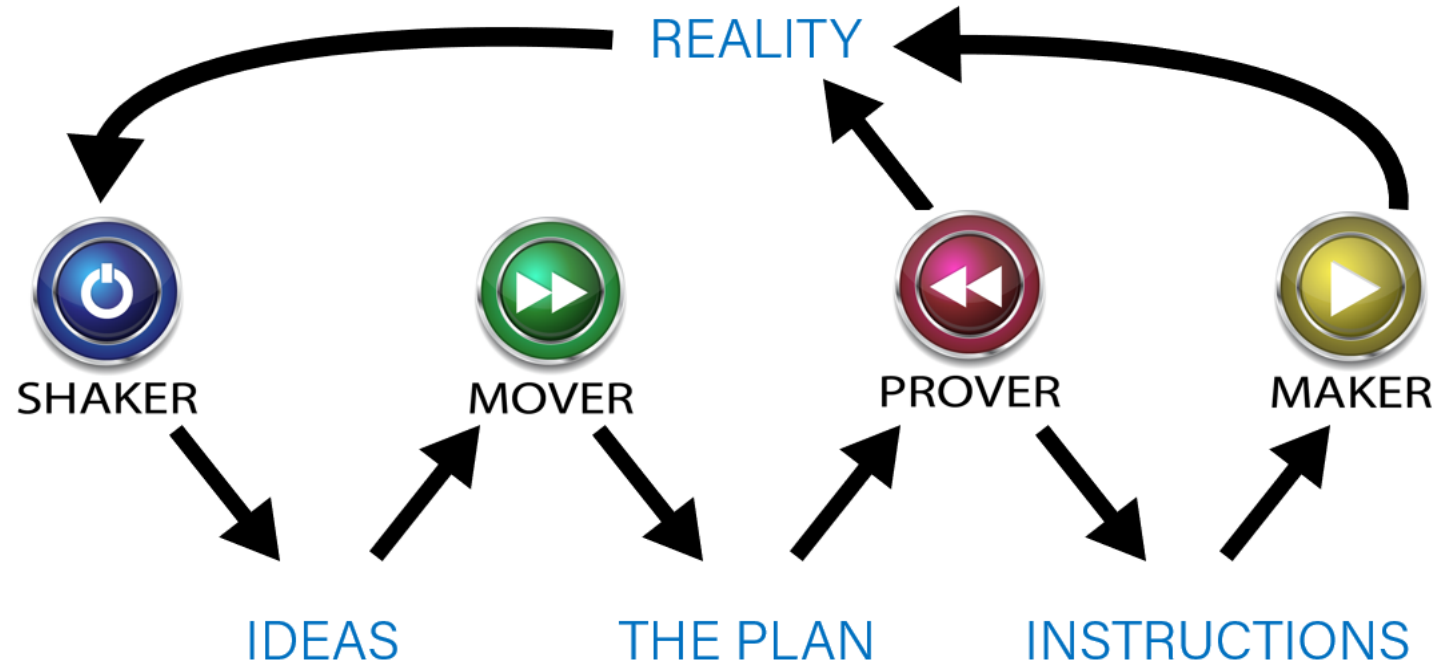 REALITY
SHAKER
MOVER
PROVER
MAKER
IDEAS
THE PLAN
INSTRUCTIONS